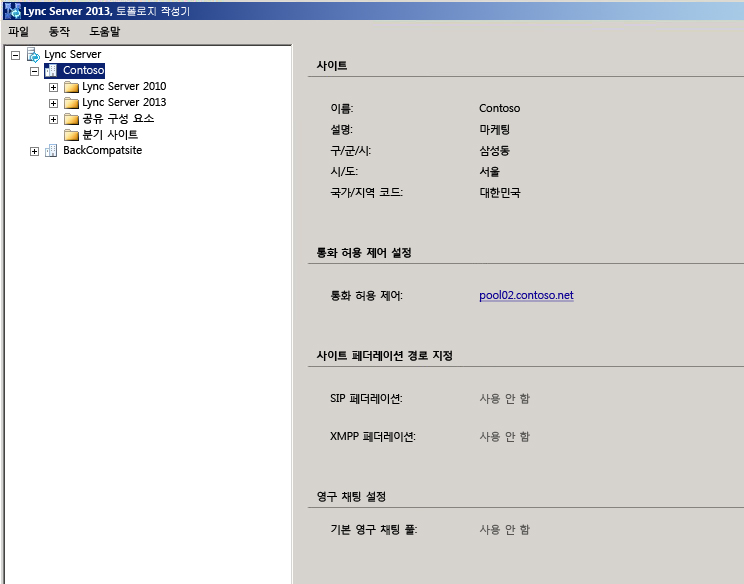 Lync Server 2013, 토폴로지 작성기
파일 동작 도움말
Lync Server
Contoso
Lync Server 2010
Lync Server 2013
공유 구성 요소
분기 사이트
BackCompatsite
사이트
이름: Contoso
설명: 마케팅
구/군/시: 삼성동
시/도: 서울
국가/지역 코드: 대한민국
통화 허용 제어 설정
통화 허용 제어: pool02.contoso.net
사이트 페더레이션 경로 지정
SIP 페더레이션: 사용 안 함
XMPP 페더레이션: 사용 안 함
영구 채팅 설정
기본 영구 채팅 풀: 사용 안 함